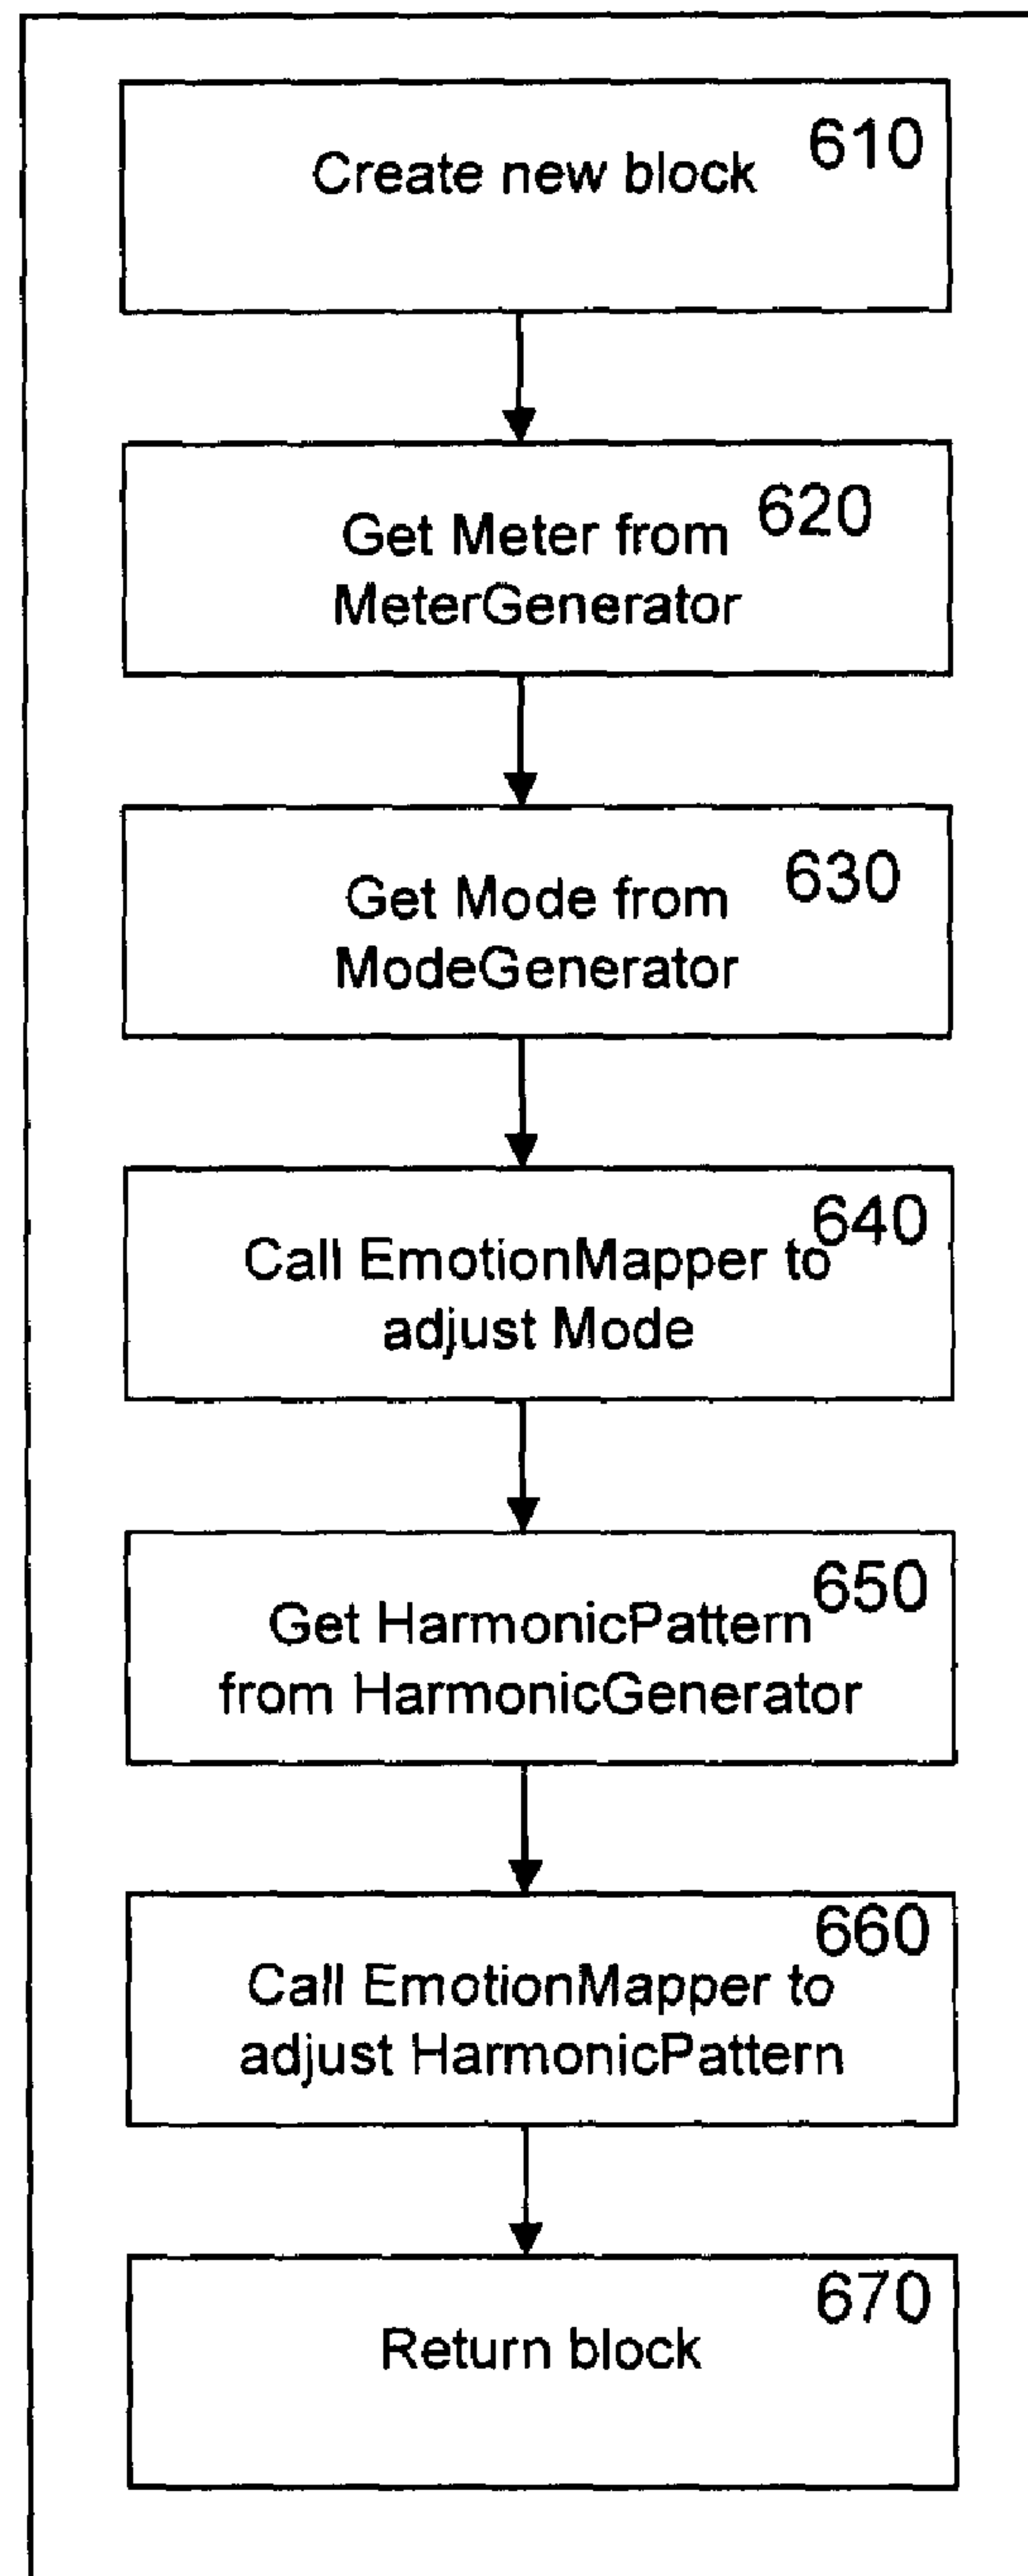 610
Create new block
620
Get Meter from
MeterGenerator
630
Get Mode from
ModeGenerator
640
Call EmotionMapper to
adjust Mode
650
Get HarmonicPattern
from HarmonicGenerator
660
Call EmotionMapper to
adjust HarmonicPattern
670
Return block